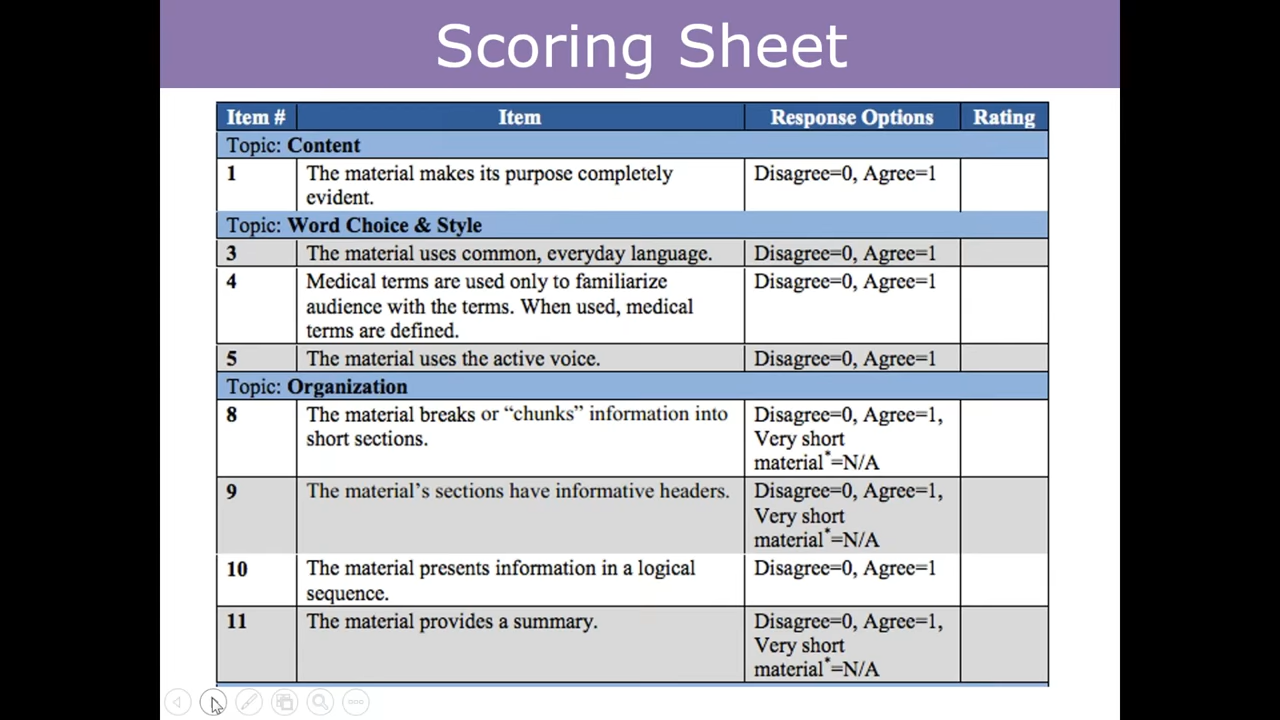 Scoring Sheet
Item # Item Response Options Rating
Topic: Content
1 The material makes its purpose completely Disagree=0, Agree=1
evident.
Topic: Word Choice & Style
3 The material uses common, everyday language. Disagree=0, Agree=1
4 Medical terms are used only to familiarize Disagree=0, Agree=1
audience with the terms. When used, medical
terms are defined.
5 The material uses the active voice. Disagree=0, Agree=1
Topic: Organization
8 The material breaks or “chunks” information into Disagree=0, Agree=1,
short sections. Very short
material*=N/A
9 The material’s sections have informative headers. Disagree=0, Agree=1,
Very short
material*=N/A
10 The material presents information in a logical Disagree=0, Agree=1
sequence.
11 The material provides a summary. Disagree=0, Agree=1,
Very short
material*=N/A